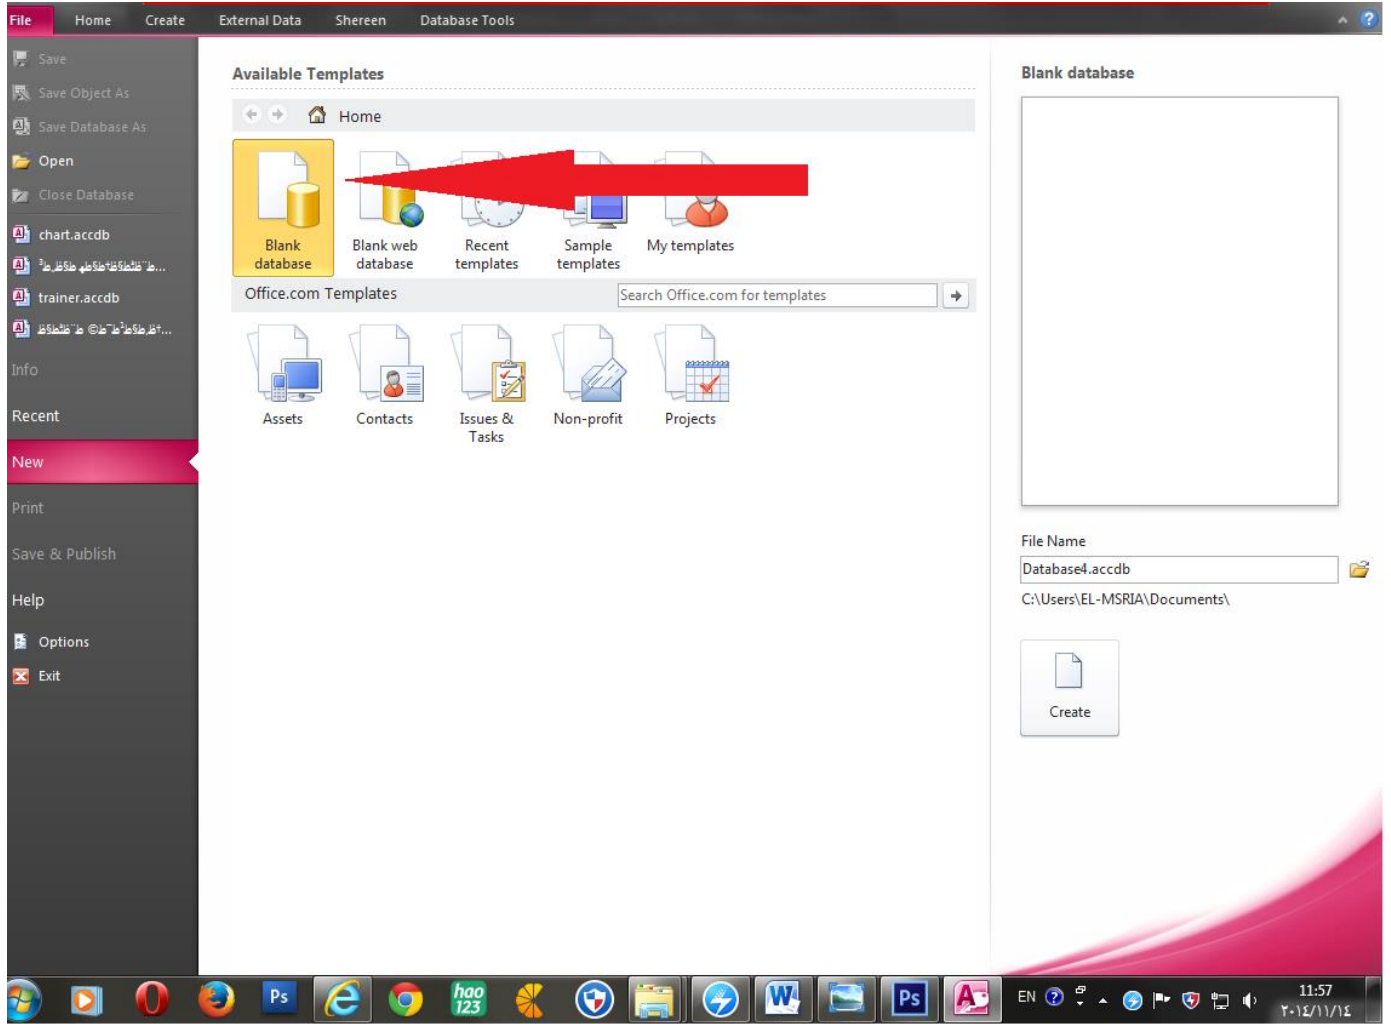 File Home Create External Data Shereen Database Tools
Save
Save Object As
Save Database As
Open
Close Database
chart.accdb
trainer.accdb
Info
Recent
New
Print
Save & Publish
Help
Options
Exit
Available Templates
Home
Blank database
Blank web database
Recent templates
Sample templates
My templates
Office.com Templates
Search Office.com for templates
Assets
Contacts
Issues & Tasks
Non-profit
Projects
Blank database
File Name
Database4.accdb
C:\Users\EL-MSRIA\Documents\
Create
Ps
hao
123
W
Ps
A
EN
11:57
٢٠١٤/١١/١٤